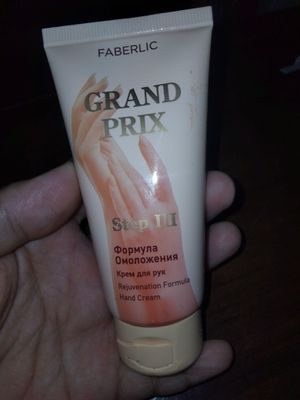 FABERLIC
GRAND
PRIX
Step III
Формула
Омоложения
Крем для рук
Rejuvenation Formula
Hand Cream